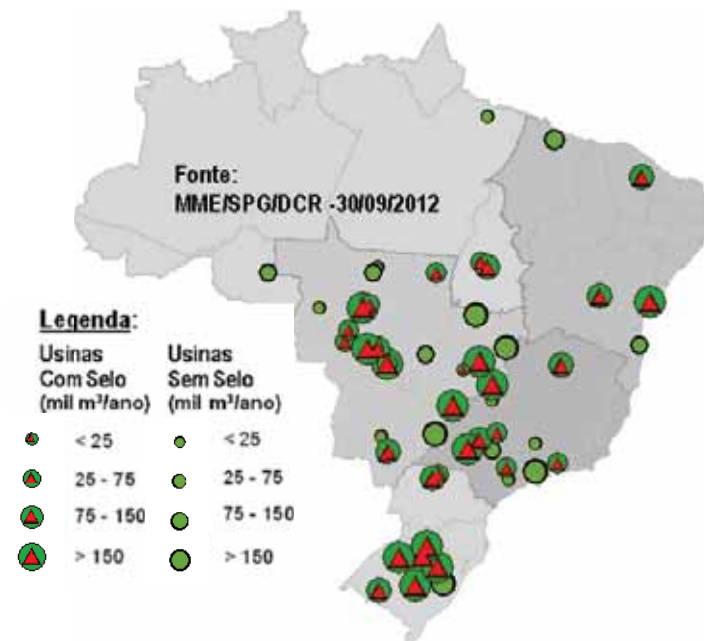 Fonte:
MME/SPG/DCR -30/09/2012
Legenda:
Usinas
Com Selo
(mil m³/ano)
< 25
25 - 75
75 - 150
> 150
Usinas
Sem Selo
(mil m³/ano)
< 25
25 - 75
75 - 150
> 150